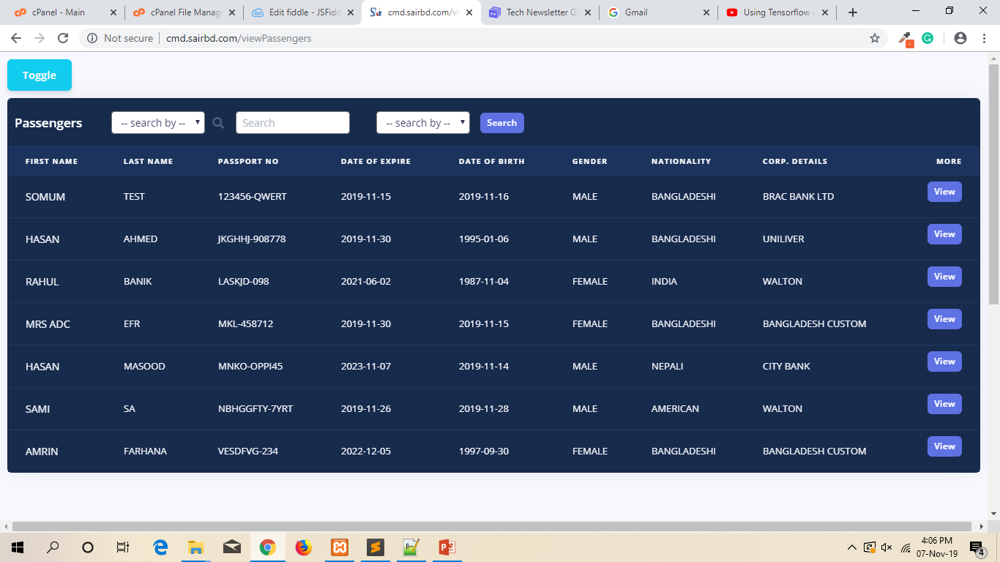 cPanel - Main cPanel File Manag Edit fiddle - JSFidd cmd.sairbd.com/vi Tech Newsletter G Gmail Using Tensorflow
Not secure cmd.sairbd.com/viewPassengers
Toggle
Passengers -- search by -- Search -- search by -- Search
FIRST NAME LAST NAME PASSPORT NO DATE OF EXPIRE DATE OF BIRTH GENDER NATIONALITY CORP. DETAILS MORE
SOMUM TEST 123456-QWERT 2019-11-15 2019-11-16 MALE BANGLADESHI BRAC BANK LTD View
HASAN AHMED JKGHHJ-908778 2019-11-30 1995-01-06 MALE BANGLADESHI UNILIVER View
RAHUL BANIK LASKJD-098 2021-06-02 1987-11-04 FEMALE INDIA WALTON View
MRS ADC EFR MKL-458712 2019-11-30 2019-11-15 FEMALE BANGLADESHI BANGLADESH CUSTOM View
HASAN MASOOD MNKO-OPPI45 2023-11-07 2019-11-14 MALE NEPALI CITY BANK View
SAMI SA NBHGGFTY-7YRT 2019-11-26 2019-11-28 MALE AMERICAN WALTON View
AMRIN FARHANA VESDFVG-234 2022-12-05 1997-09-30 FEMALE BANGLADESHI BANGLADESH CUSTOM View
4:06 PM
07-Nov-19
4